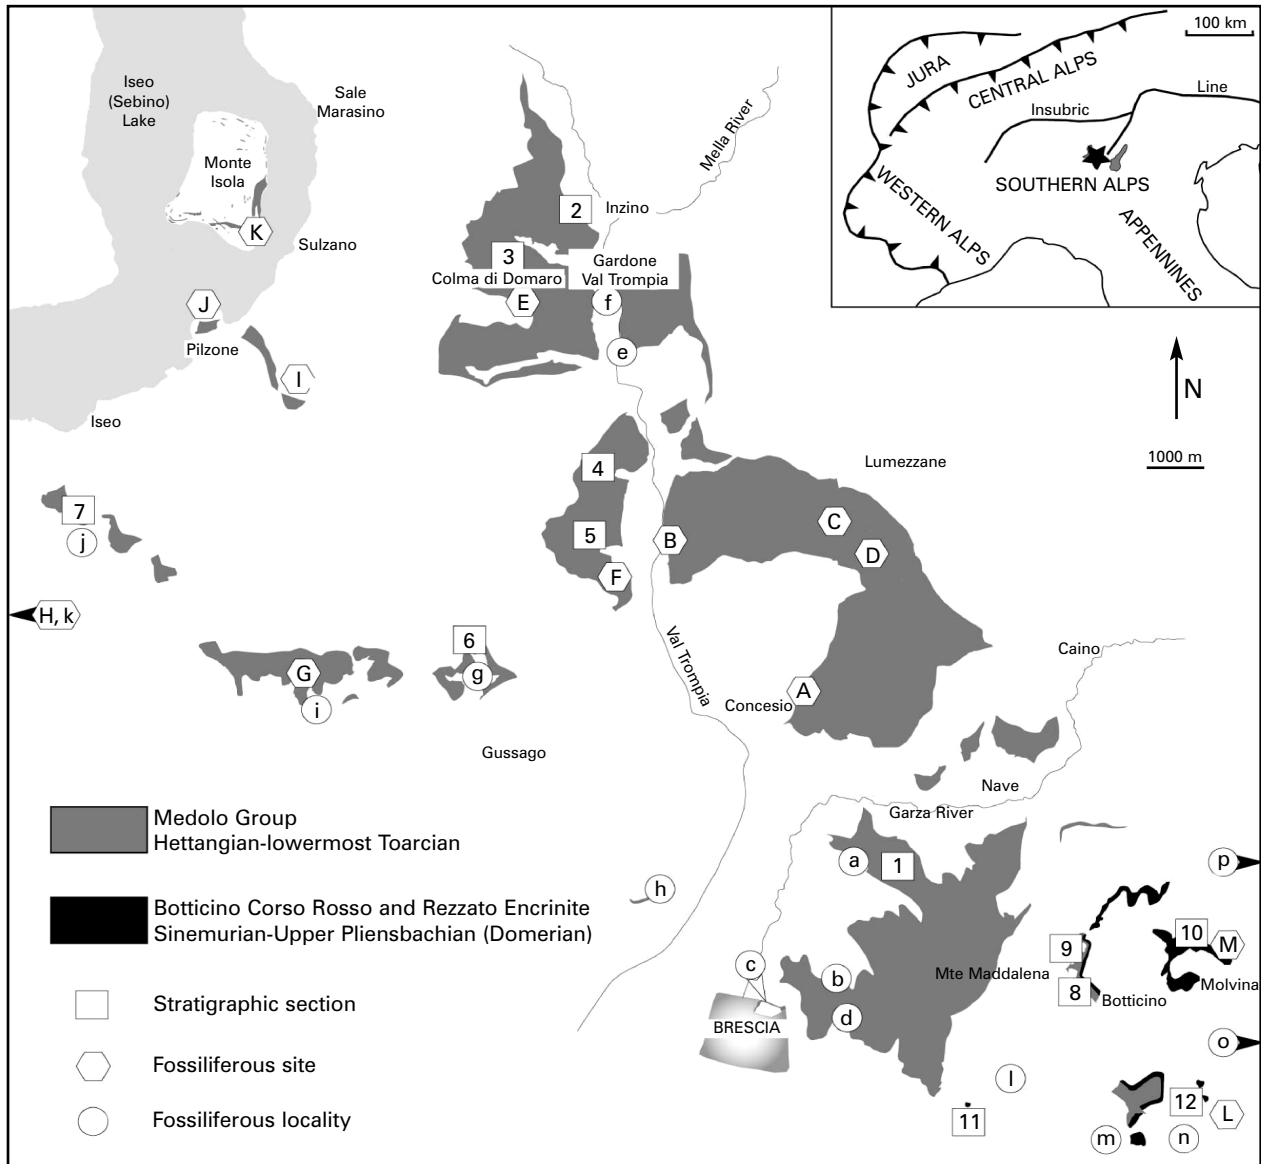 100 km
JURA
CENTRAL ALPS
Insubric
Line
WESTERN ALPS
SOUTHERN ALPS
APPENNINES
Iseo
(Sebino)
Lake
Sale
Marasino
Monte
Isola
K
Sulzano
J
Pilzone
I
Iseo
Mella River
2
Inzino
3
Colma di Domaro
Gardone
Val Trompia
E
f
e
N
1000 m
4
Lumezzane
5
B
C
D
F
7
j
H, k
6
G
g
i
Val Trompia
A
Concesio
Caino
Gussago
Nave
Garza River
Medolo Group
Hettangian-lowermost Toarcian
Botticino Corso Rosso and Rezzato Encrinite
Sinemurian-Upper Pliensbachian (Domerian)
Stratigraphic section
Fossiliferous site
Fossiliferous locality
a
1
p
h
c
b
d
BRESCIA
Mte Maddalena
9
8
Botticino
10
M
Molvina
o
l
11
12
L
m
n